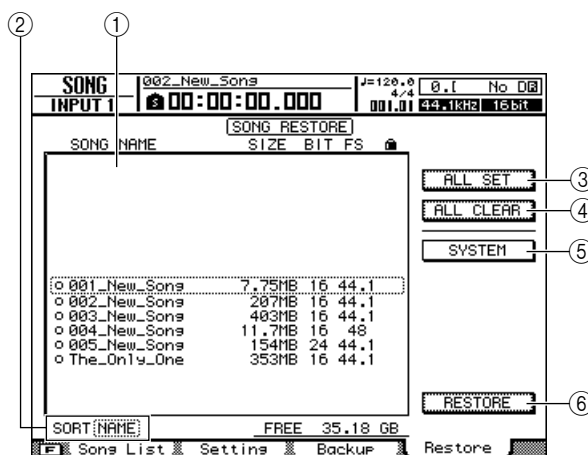 ② ①
SONG 002_New_Song ♩=120.0 0.[ No DR
INPUT 1 S 00:00:00.000 4/4 001.01 44.1kHz 16bit
SONG RESTORE
SONG NAME SIZE BIT FS
ALL SET ③
ALL CLEAR ④
SYSTEM ⑤
001_New_Song 7.75MB 16 44.1
002_New_Song 207MB 16 44.1
003_New_Song 403MB 16 44.1
004_New_Song 11.7MB 16 48
005_New_Song 154MB 24 44.1
The_Only_One 353MB 16 44.1
RESTORE ⑥
SORT NAME FREE 35.18 GB
F Song List Setting Backup Restore